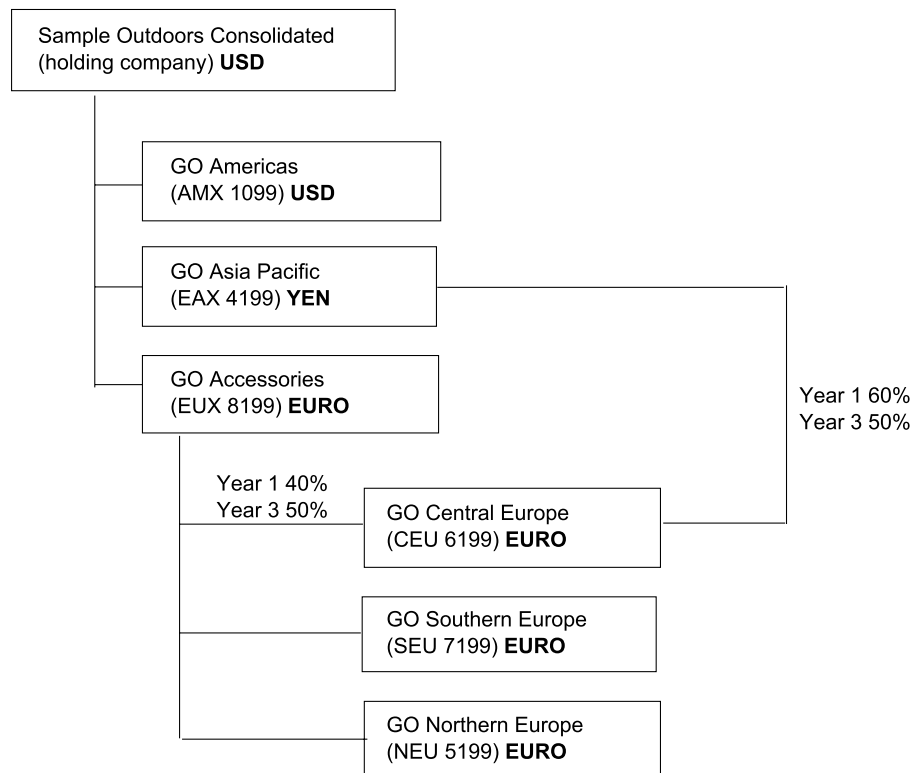 Sample Outdoors Consolidated
(holding company) USD
GO Americas
(AMX 1099) USD
GO Asia Pacific
(EAX 4199) YEN
GO Accessories
(EUX 8199) EURO
Year 1 60%
Year 3 50%
Year 1 40%
Year 3 50%
GO Central Europe
(CEU 6199) EURO
GO Southern Europe
(SEU 7199) EURO
GO Northern Europe
(NEU 5199) EURO